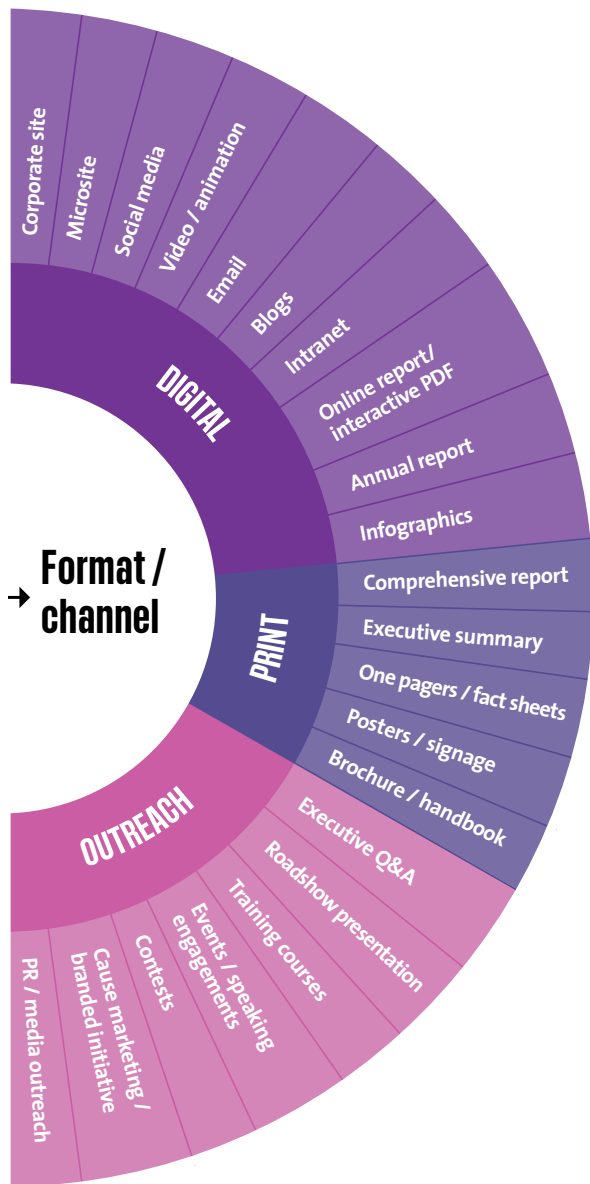 Format /
channel
DIGITAL
Corporate site
Microsite
Social media
Video / animation
Email
Blogs
Intranet
Online report/
interactive PDF
Annual report
Infographics
PRINT
Comprehensive report
Executive summary
One pagers / fact sheets
Posters / signage
Brochure / handbook
OUTREACH
Executive Q&A
Roadshow presentation
Training courses
Events / speaking
engagements
Contests
Cause marketing /
branded initiative
PR / media outreach